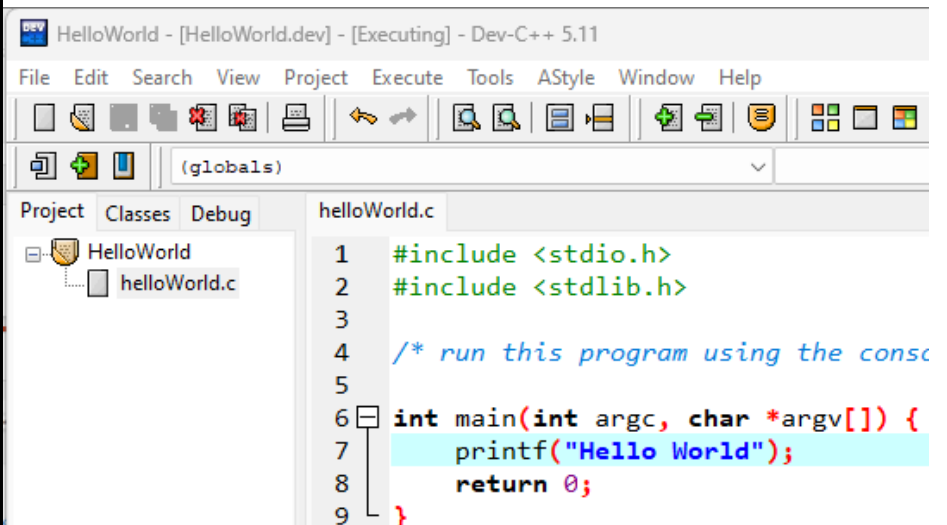 HelloWorld - [HelloWorld.dev] - [Executing] - Dev-C++ 5.11
File Edit Search View Project Execute Tools AStyle Window Help
(globals)
Project Classes Debug
helloWorld.c
HelloWorld
helloWorld.c
1 #include <stdio.h>
2 #include <stdlib.h>
3
4 /* run this program using the
5
6 int main(int argc, char *argv[]) {
7 printf("Hello World");
8 return 0;
9 }